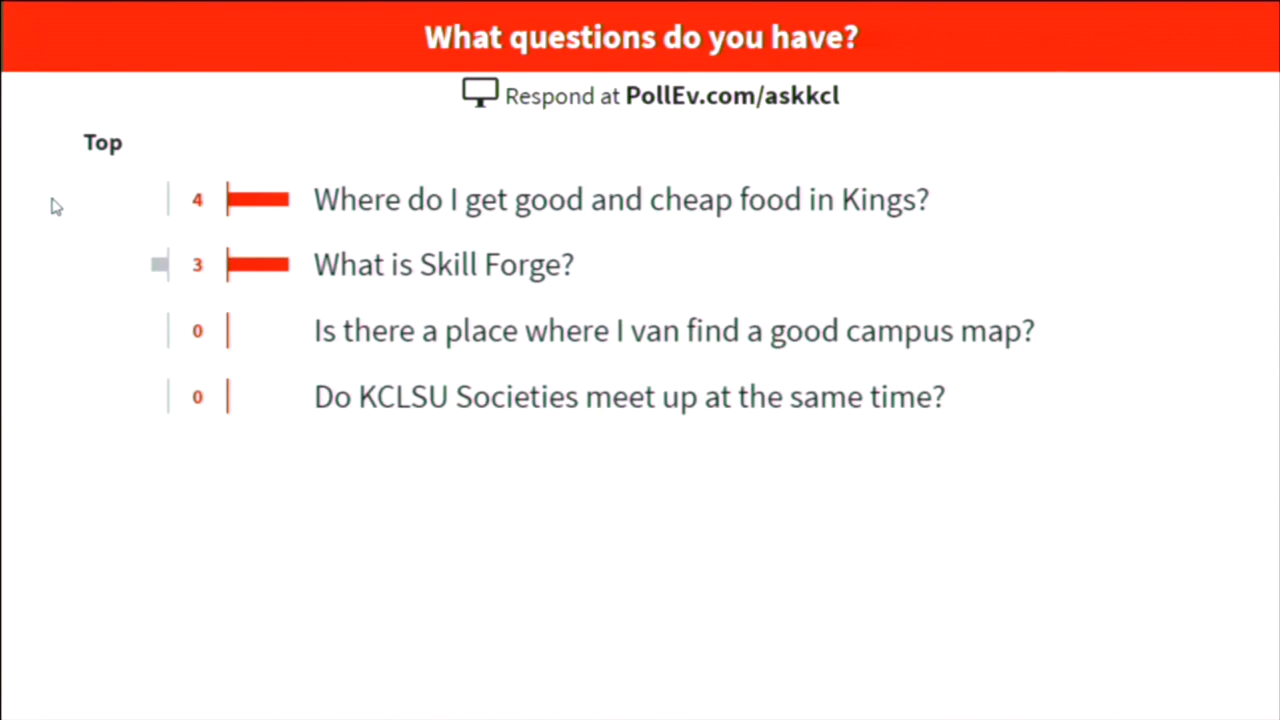 What questions do you have?
Respond at PollEv.com/askkcl
Top
4 Where do I get good and cheap food in Kings?
3 What is Skill Forge?
0 Is there a place where I van find a good campus map?
0 Do KCLSU Societies meet up at the same time?